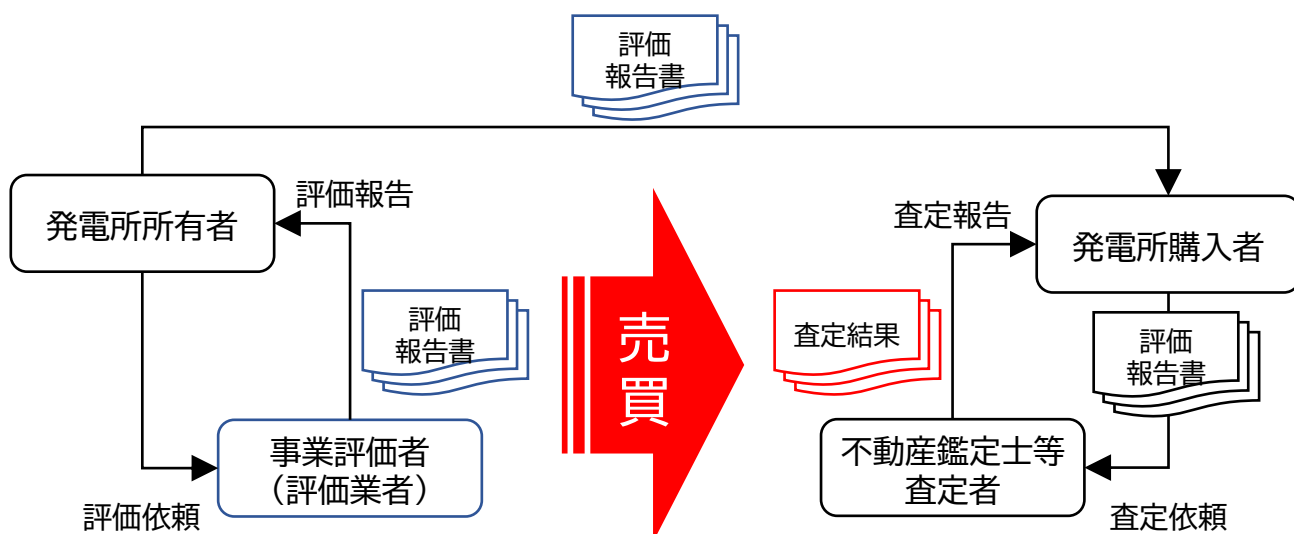 評価
報告書
発電所所有者
評価報告
評価
報告書
事業評価者
（評価業者）
評価依頼
売
買
査定報告
発電所購入者
査定結果
評価
報告書
不動産鑑定士等
査定者
査定依頼